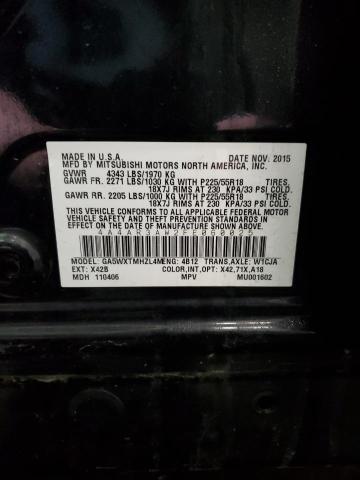 MADE IN U.S.A. DATE NOV. 2015
MFD BY MITSUBISHI MOTORS NORTH AMERICA, INC.
GVWR 4343 LBS/1970 KG
GAWR FR. 2271 LBS/1030 KG WITH P225/55R18 TIRES,
18X7J RIMS AT 230 KPA/33 PSI COLD.
GAWR RR. 2205 LBS/1000 KG WITH P225/55R18 TIRES,
18X7J RIMS AT 230 KPA/33 PSI COLD.
THIS VEHICLE CONFORMS TO ALL APPLICABLE FEDERAL MOTOR
VEHICLE SAFETY, BUMPER AND THEFT PREVENTION STANDARDS IN
EFFECT ON THE DATE OF MANUFACTURE SHOWN ABOVE.
4A4AR3AW2FE060025
MODEL: GA5WXTMHZL4M ENG: 4B12 TRANS,AXLE: W1CJA
EXT: X42B COLOR,INT,OPT: X42,71X,A18
MDH 110406 MPV MU001602